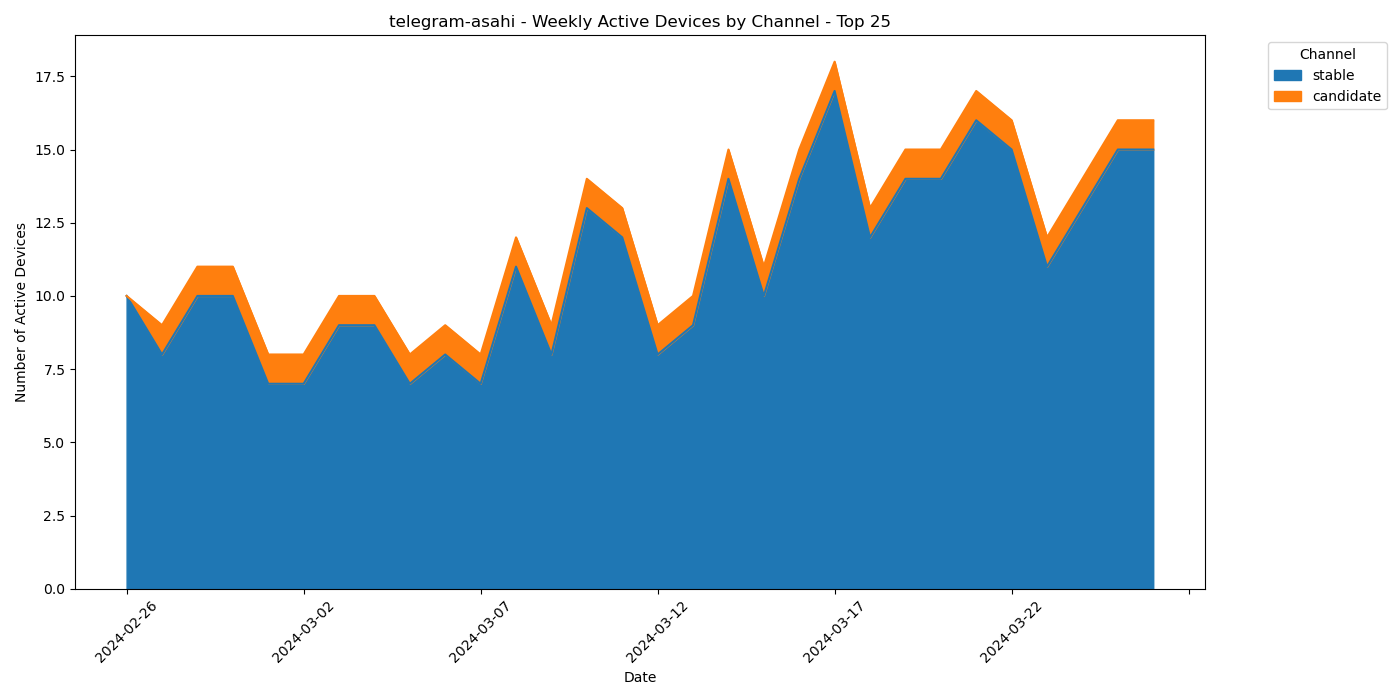 telegram-asahi - Weekly Active Devices by Channel - Top 25
Channel
stable
candidate
Number of Active Devices
17.5
15.0
12.5
10.0
7.5
5.0
2.5
0.0
2024-02-26
2024-03-02
2024-03-07
2024-03-12
2024-03-17
2024-03-22
Date